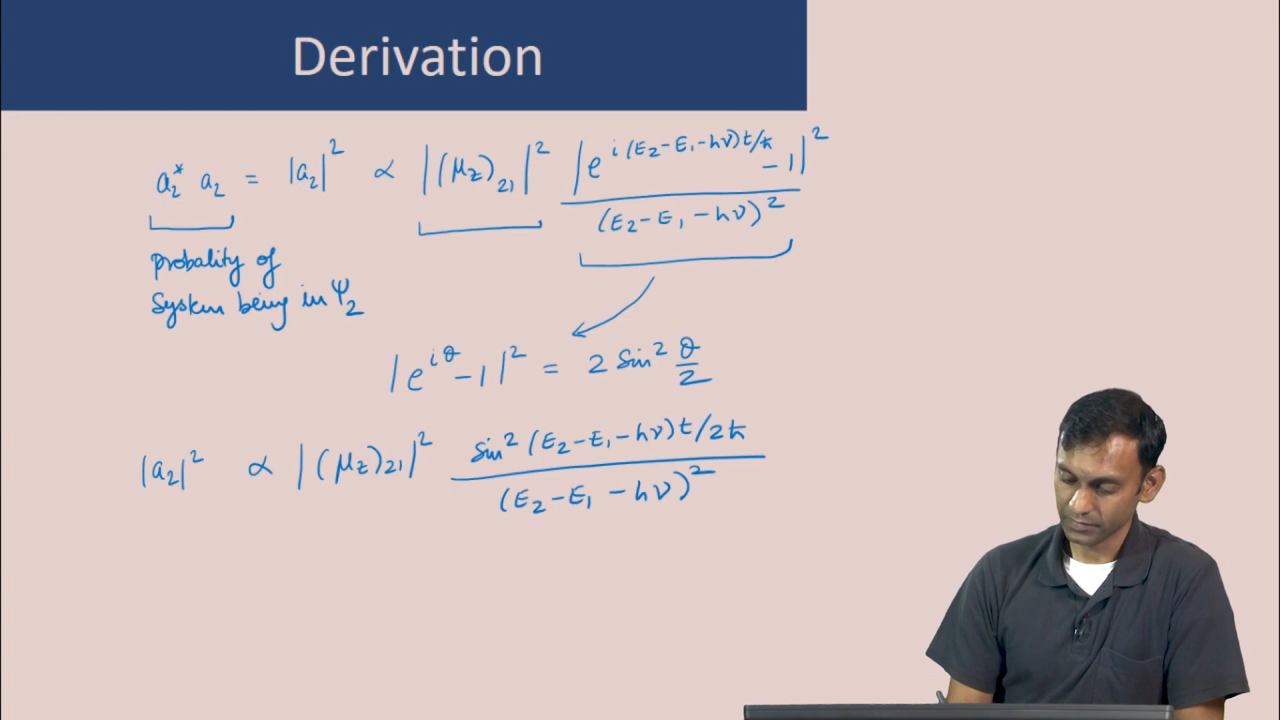 Derivation
a₂* a₂ = |a₂|² ∝ |(μz)₂₁|² |e^{i(E₂-E₁-hν)t/ħ} - 1|² / (E₂-E₁-hν)²
probality of
System being in Ψ₂
|e^{iθ} - 1|² = 2 Sin² θ/2
|a₂|² ∝ |(μz)₂₁|² sin² (E₂-E₁-hν)t/2ħ / (E₂-E₁-hν)²